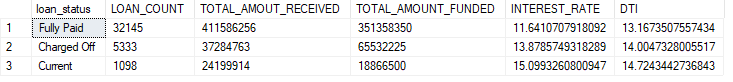 loan_status LOAN_COUNT TOTAL_AMOUT_RECEIVED TOTAL_AMOUNT_FUNDED INTEREST_RATE DTI
1 Fully Paid 32145 411586256 351358350 11.6410707918092 13.1673507557434
2 Charged Off 5333 37284763 65532225 13.8785749318289 14.0047328005517
3 Current 1098 24199914 18866500 15.0993260800947 14.7243442736843